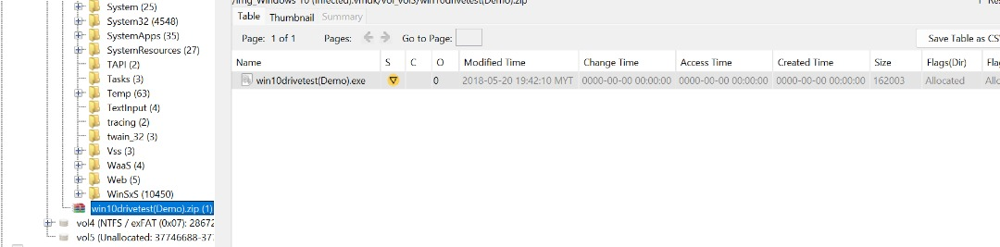 /img_Windows 10 (Infected).vmdk/vol_vol3/win10drivetest(Demo).zip
Table Thumbnail Summary
Page: 1 of 1 Pages: Go to Page:
Save Table as CS
Name S C O Modified Time Change Time Access Time Created Time Size Flags(Dir) Flag
win10drivetest(Demo).exe 0 2018-05-20 19:42:10 MYT 0000-00-00 00:00:00 0000-00-00 00:00:00 0000-00-00 00:00:00 162003 Allocated Allo
System (25)
System32 (4548)
SystemApps (35)
SystemResources (27)
TAPI (2)
Tasks (3)
Temp (63)
TextInput (4)
tracing (2)
twain_32 (3)
Vss (3)
WaaS (4)
Web (5)
WinSxS (10450)
win10drivetest(Demo).zip (1)
vol4 (NTFS / exFAT (0x07): 28672
vol5 (Unallocated: 37746688-377